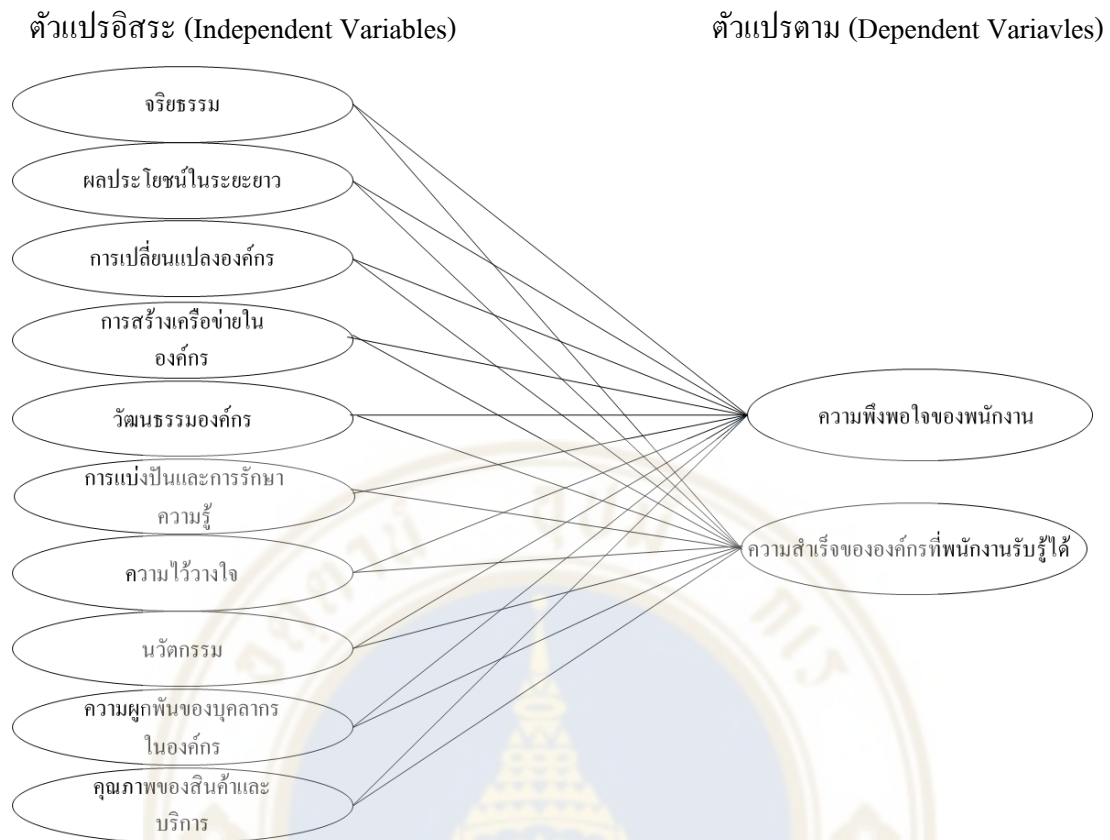 ตัวแปรอิสระ (Independent Variables)
ตัวแปรตาม (Dependent Variavles)
จริยธรรม
ผลประโยชน์ในระยะยาว
การเปลี่ยนแปลงองค์กร
การสร้างเครือข่ายใน
องค์กร
วัฒนธรรมองค์กร
การแบ่งปันและการรักษา
ความรู้
ความไว้วางใจ
นวัตกรรม
ความผูกพันของบุคลากร
ในองค์กร
คุณภาพของสินค้าและ
บริการ
ความพึงพอใจของพนักงาน
ความสำเร็จขององค์กรที่พนักงานรับรู้ได้